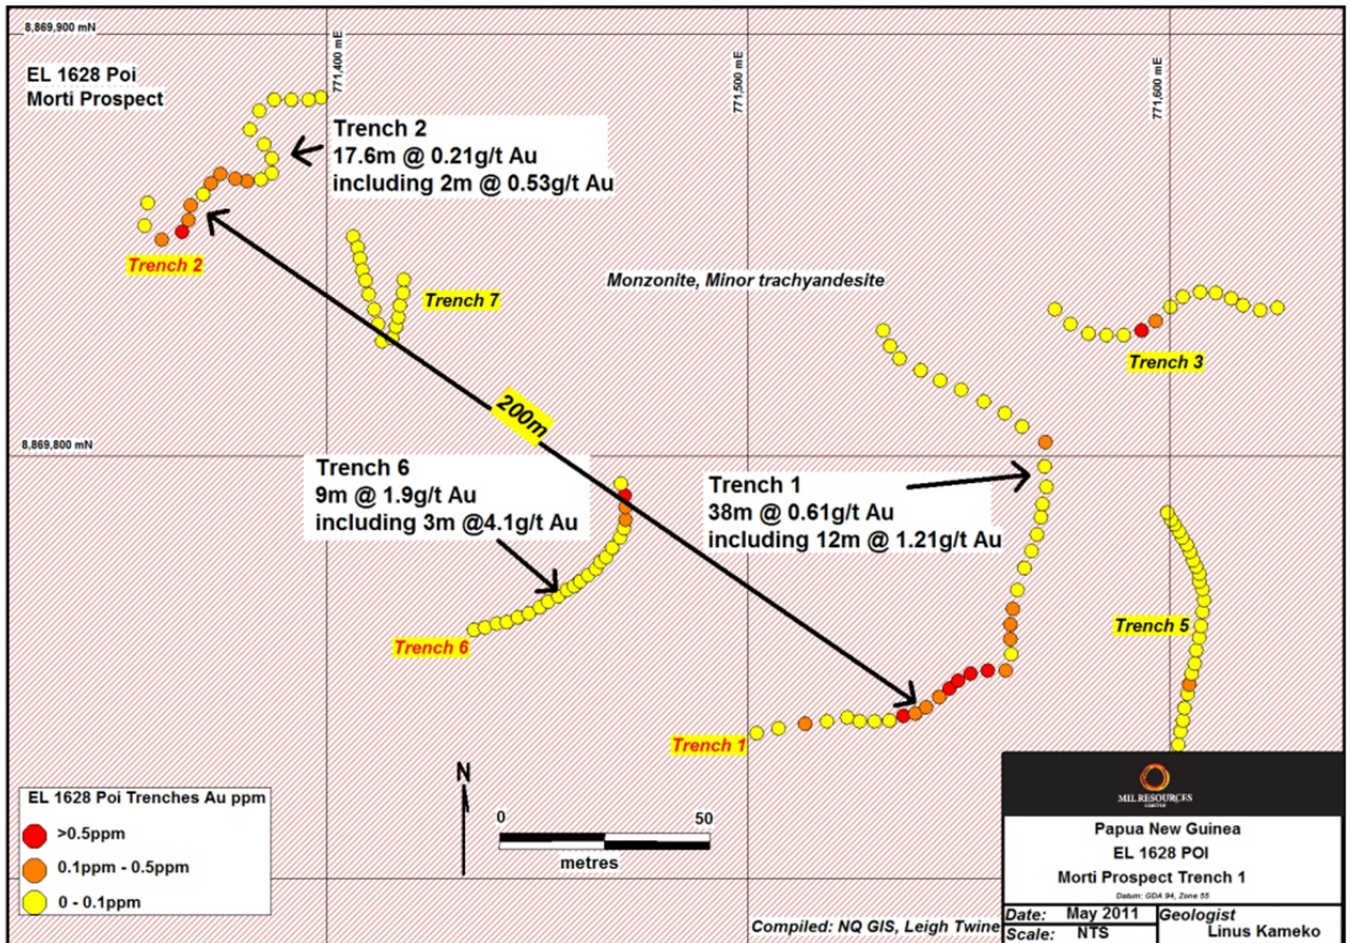 8,869,900 mN
771,400 mE
771,500 mE
771,600 mE
EL 1628 Poi
Morti Prospect
Trench 2
17.6m @ 0.21g/t Au
including 2m @ 0.53g/t Au
Trench 2
Trench 7
Monzonite, Minor trachyandesite
Trench 3
200m
8,869,800 mN
Trench 6
9m @ 1.9g/t Au
including 3m @4.1g/t Au
Trench 1
38m @ 0.61g/t Au
including 12m @ 1.21g/t Au
Trench 5
Trench 6
Trench 1
N
0 50
metres
EL 1628 Poi Trenches Au ppm
>0.5ppm
0.1ppm - 0.5ppm
0 - 0.1ppm
MIL RESOURCES
LIMITED
Papua New Guinea
EL 1628 POI
Morti Prospect Trench 1
Datum: GDA 94, Zone 55
Date: May 2011
Scale: NTS
Geologist
Linus Kameko
Compiled: NQ GIS, Leigh Twine